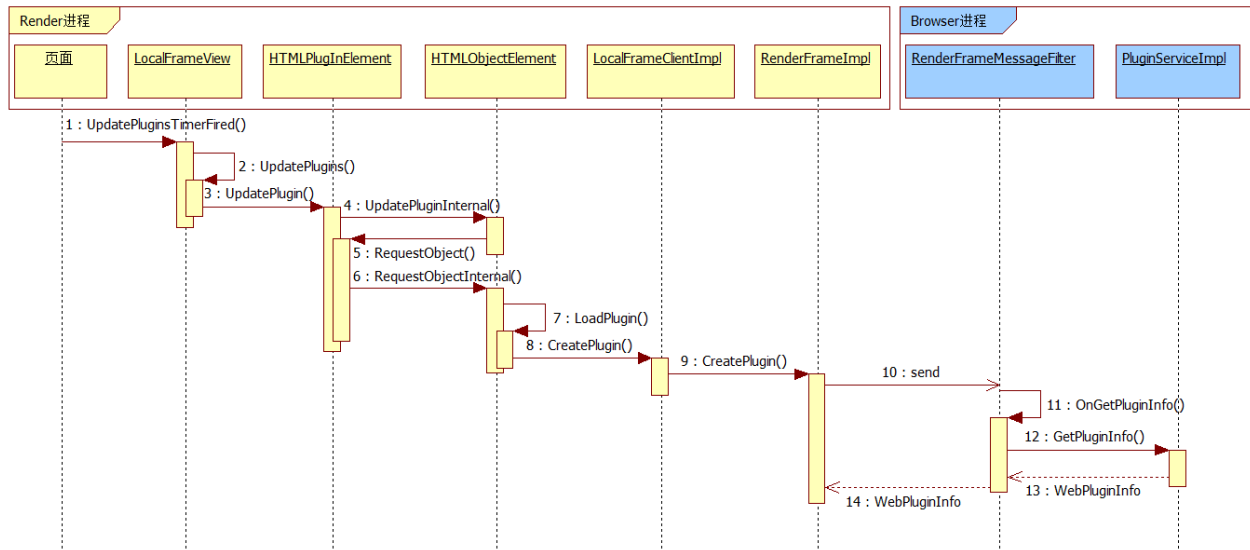 Render进程
Browser进程
页面
LocalFrameView
HTMLPlugInElement
HTMLObjectElement
LocalFrameClientImpl
RenderFrameImpl
RenderFrameMessageFilter
PluginServiceImpl
1 : UpdatePluginsTimerFired()
2 : UpdatePlugins()
3 : UpdatePlugin()
4 : UpdatePluginInternal()
5 : RequestObject()
6 : RequestObjectInternal()
7 : LoadPlugin()
8 : CreatePlugin()
9 : CreatePlugin()
10 : send
11 : OnGetPluginInfo()
12 : GetPluginInfo()
13 : WebPluginInfo
14 : WebPluginInfo